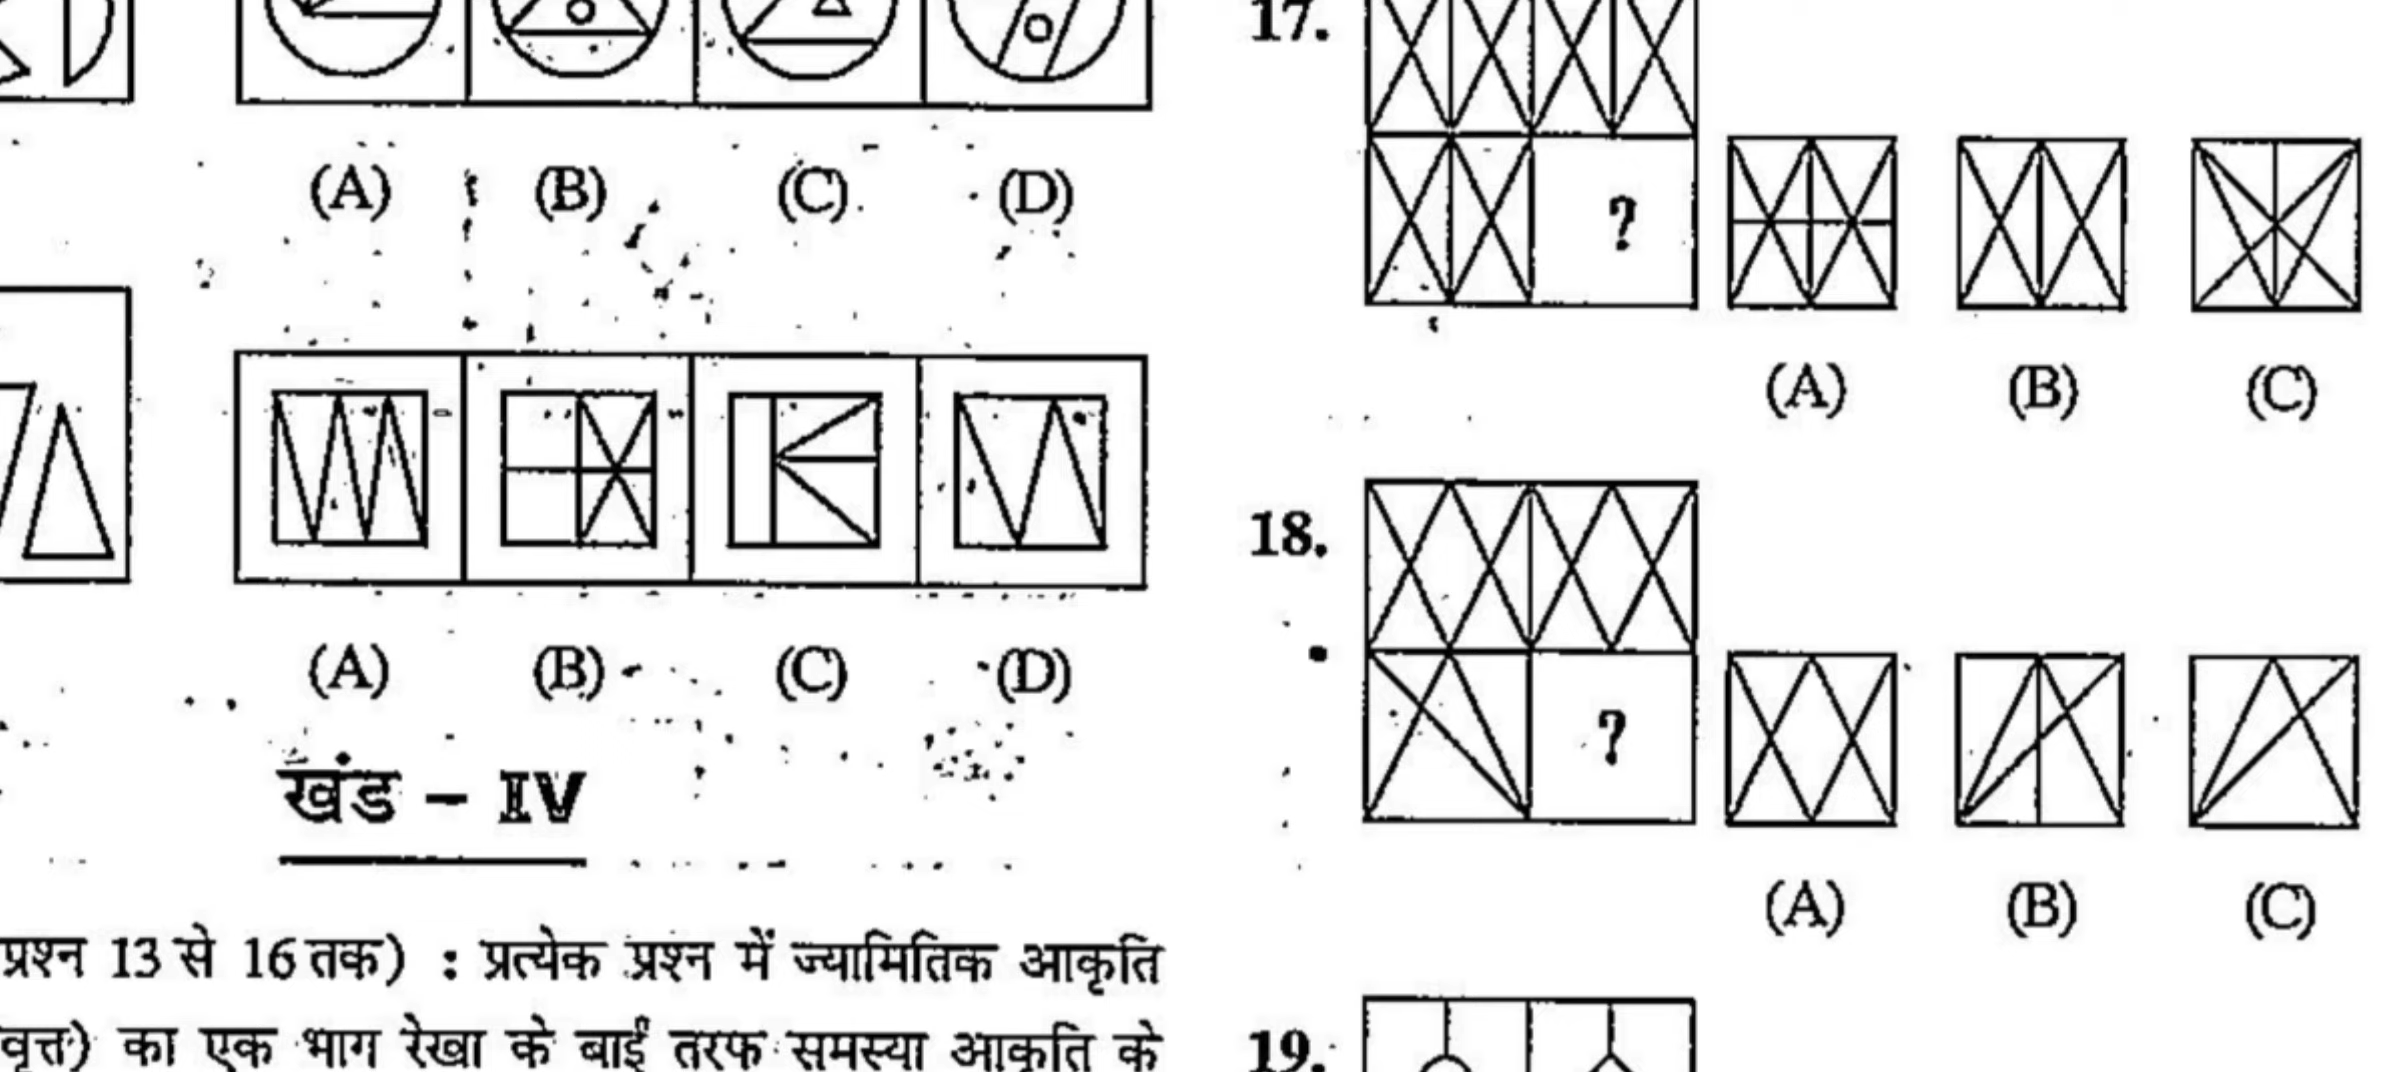 (A) (B) (C) (D)
(A) (B) (C) (D)
खंड – IV
प्रश्न 13 से 16 तक) : प्रत्येक प्रश्न में ज्यामितिक आकृति
वृत्त) का एक भाग रेखा के बाईं तरफ समस्या आकृति के
17.
?
(A) (B) (C)
18.
?
(A) (B) (C)
19.